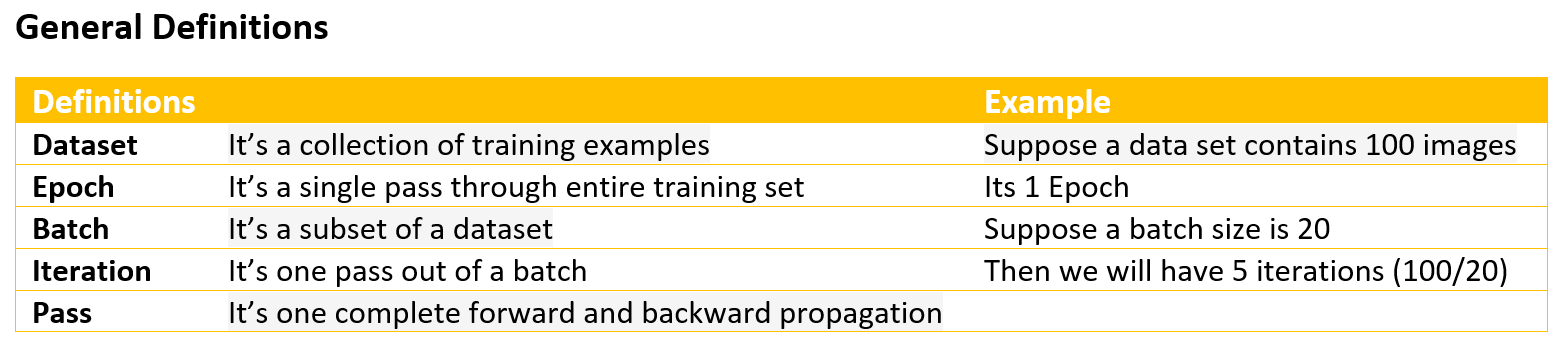 General Definitions
Definitions Example
Dataset It’s a collection of training examples Suppose a data set contains 100 images
Epoch It’s a single pass through entire training set Its 1 Epoch
Batch It’s a subset of a dataset Suppose a batch size is 20
Iteration It’s one pass out of a batch Then we will have 5 iterations (100/20)
Pass It’s one complete forward and backward propagation